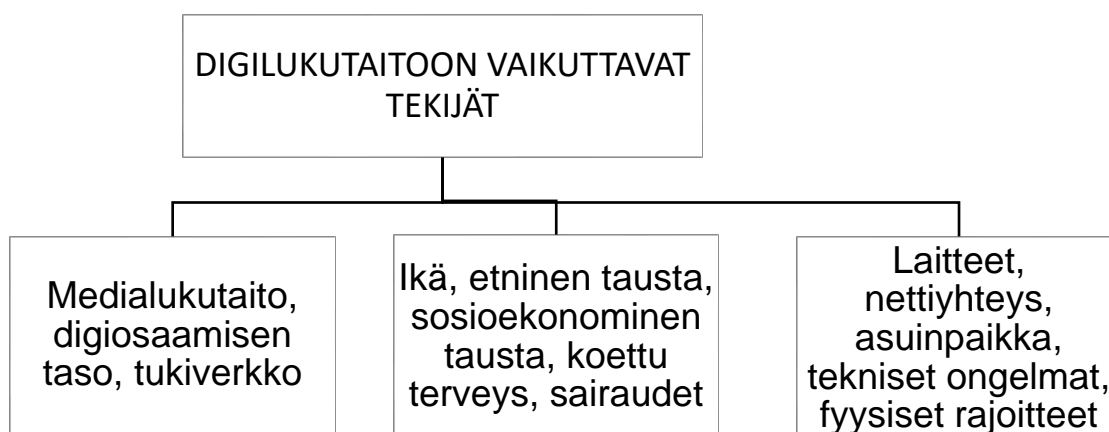 DIGILUKUTAITOON VAIKUTTAVAT
TEKIJÄT
Medialukutaito,
digiosaamisen
taso, tukiverkko
Ikä, etninen tausta,
sosioekonominen
tausta, koettu
terveys, sairaudet
Laitteet,
nettiyhteys,
asuinpaikka,
tekniset ongelmat,
fyysiset rajoitteet